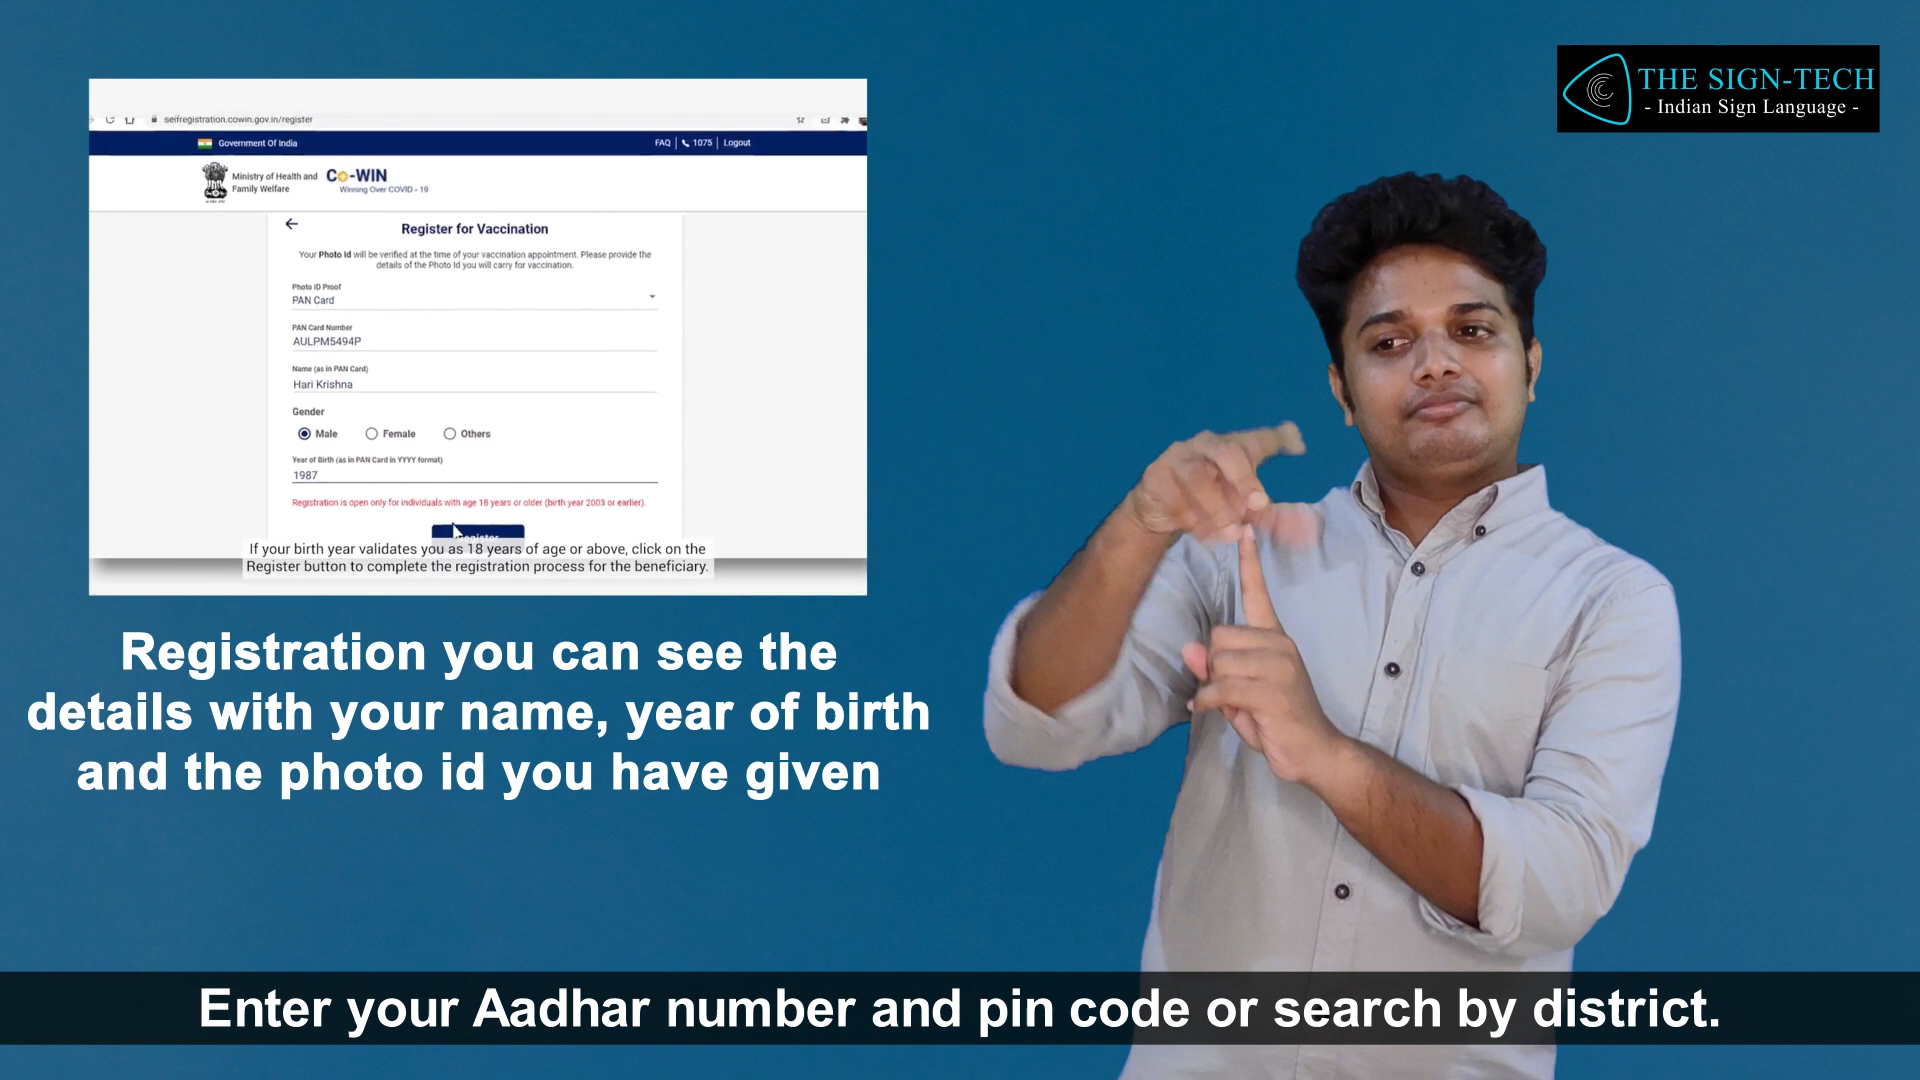 THE SIGN-TECH
- Indian Sign Language -
selfregistration.cowin.gov.in/register
Government Of India
FAQ | 1075 | Logout
Ministry of Health and
Family Welfare
Co-WIN
Winning Over COVID - 19
Register for Vaccination
Your Photo Id will be verified at the time of your vaccination appointment. Please provide the
details of the Photo Id you will carry for vaccination.
Photo ID Proof
PAN Card
PAN Card Number
AULPM5494P
Name (as in PAN Card)
Hari Krishna
Gender
Male Female Others
Year of Birth (as in PAN Card in YYYY format)
1987
Registration is open only for individuals with age 18 years or older (birth year 2003 or earlier).
Register
If your birth year validates you as 18 years of age or above, click on the
Register button to complete the registration process for the beneficiary.
Registration you can see the
details with your name, year of birth
and the photo id you have given
Enter your Aadhar number and pin code or search by district.